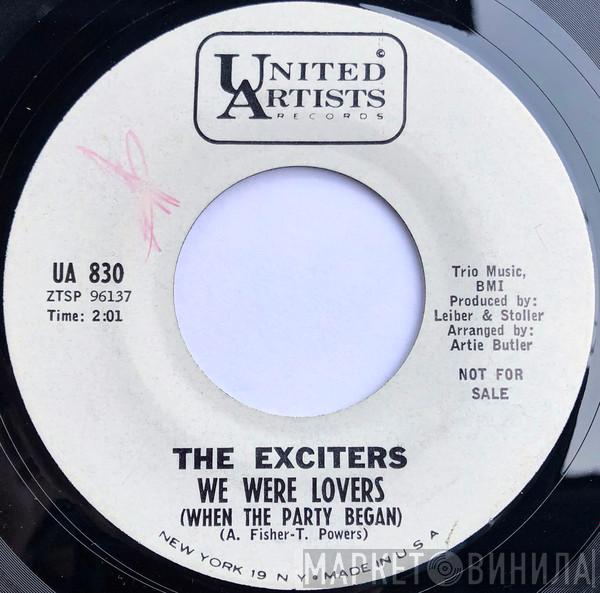 ©
UNITED
ARTISTS
RECORDS
UA 830
ZTSP 96137
Time: 2:01
Trio Music,
BMI
Produced by:
Leiber & Stoller
Arranged by:
Artie Butler
NOT FOR
SALE
THE EXCITERS
WE WERE LOVERS
(WHEN THE PARTY BEGAN)
(A. Fisher-T. Powers)
NEW YORK 19 N Y • MADE IN U S A
МАРКЕТ ВИНИЛА